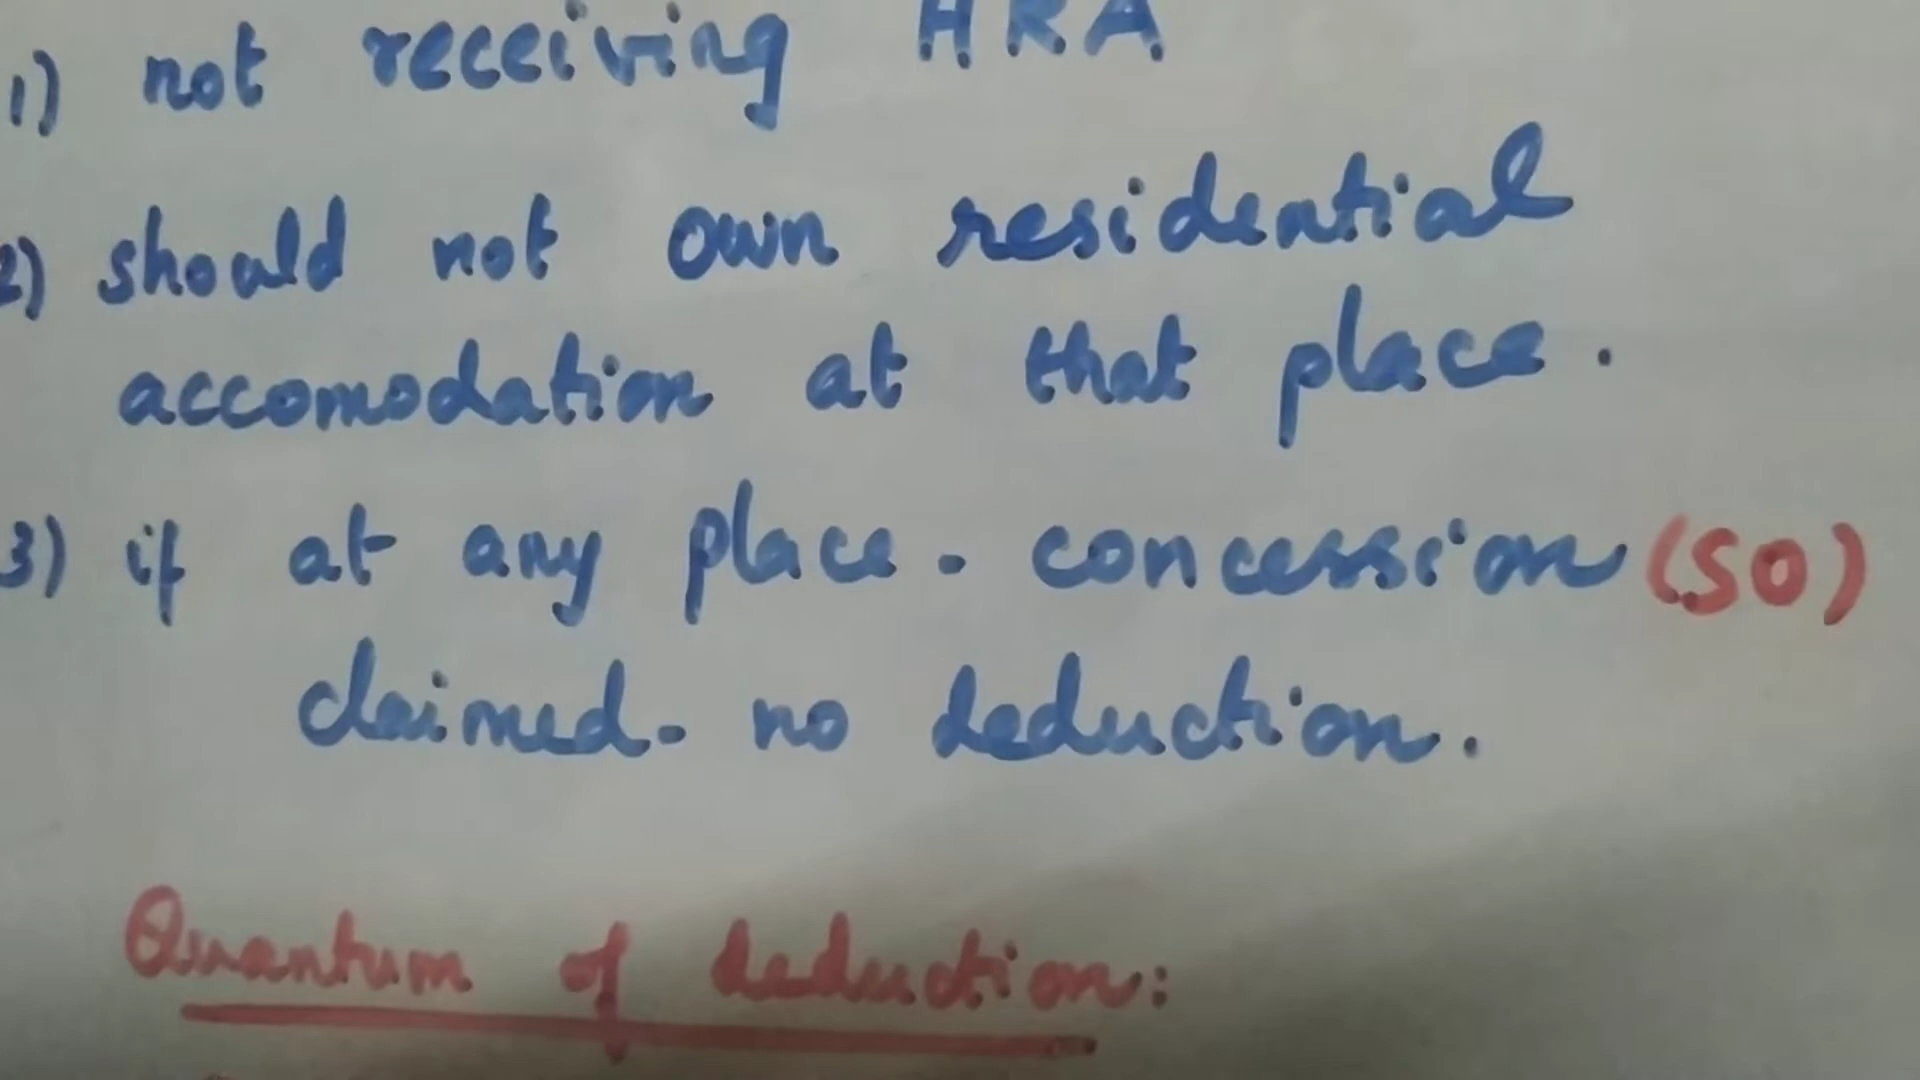 1) not receiving HRA
2) should not own residential
accomodation at that place.
3) if at any place. concession (SO)
claimed. no deduction.
Quantum of deduction: